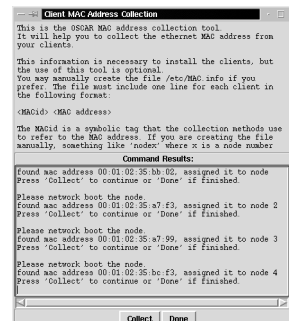 Client MAC Address Collection
This is the OSCAR MAC address collection tool.
It will help you to collect the ethernet MAC address from
your clients.
This information is necessary to install the clients, but
the use of this tool is optional.
You may manually create the file /etc/MAC.info if you
prefer. The file must include one line for each client in
the following format:
<MACid> <MAC address>
The MACid is a symbolic tag that the collection methods use
to refer to the MAC address. If you are creating the file
manually, something like 'nodex' where x is a node number
Command Results:
found mac address 00:01:02:35:bb:02, assigned it to node
Press 'Collect' to continue or 'Done' if finished.
Please network boot the node.
found mac address 00:01:02:35:a7:f3, assigned it to node 2
Press 'Collect' to continue or 'Done' if finished.
Please network boot the node.
found mac address 00:01:02:35:a7:99, assigned it to node 3
Press 'Collect' to continue or 'Done' if finished.
Please network boot the node.
found mac address 00:01:02:35:bc:f3, assigned it to node 4
Press 'Collect' to continue or 'Done' if finished.
Collect Done